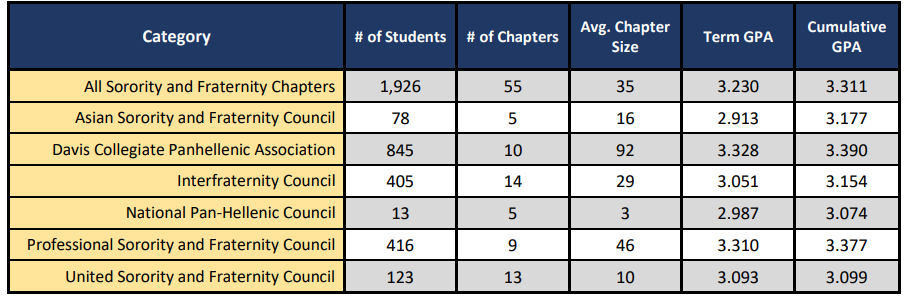 Category # of Students # of Chapters Avg. Chapter Size Term GPA Cumulative GPA
All Sorority and Fraternity Chapters 1,926 55 35 3.230 3.311
Asian Sorority and Fraternity Council 78 5 16 2.913 3.177
Davis Collegiate Panhellenic Association 845 10 92 3.328 3.390
Interfraternity Council 405 14 29 3.051 3.154
National Pan-Hellenic Council 13 5 3 2.987 3.074
Professional Sorority and Fraternity Council 416 9 46 3.310 3.377
United Sorority and Fraternity Council 123 13 10 3.093 3.099